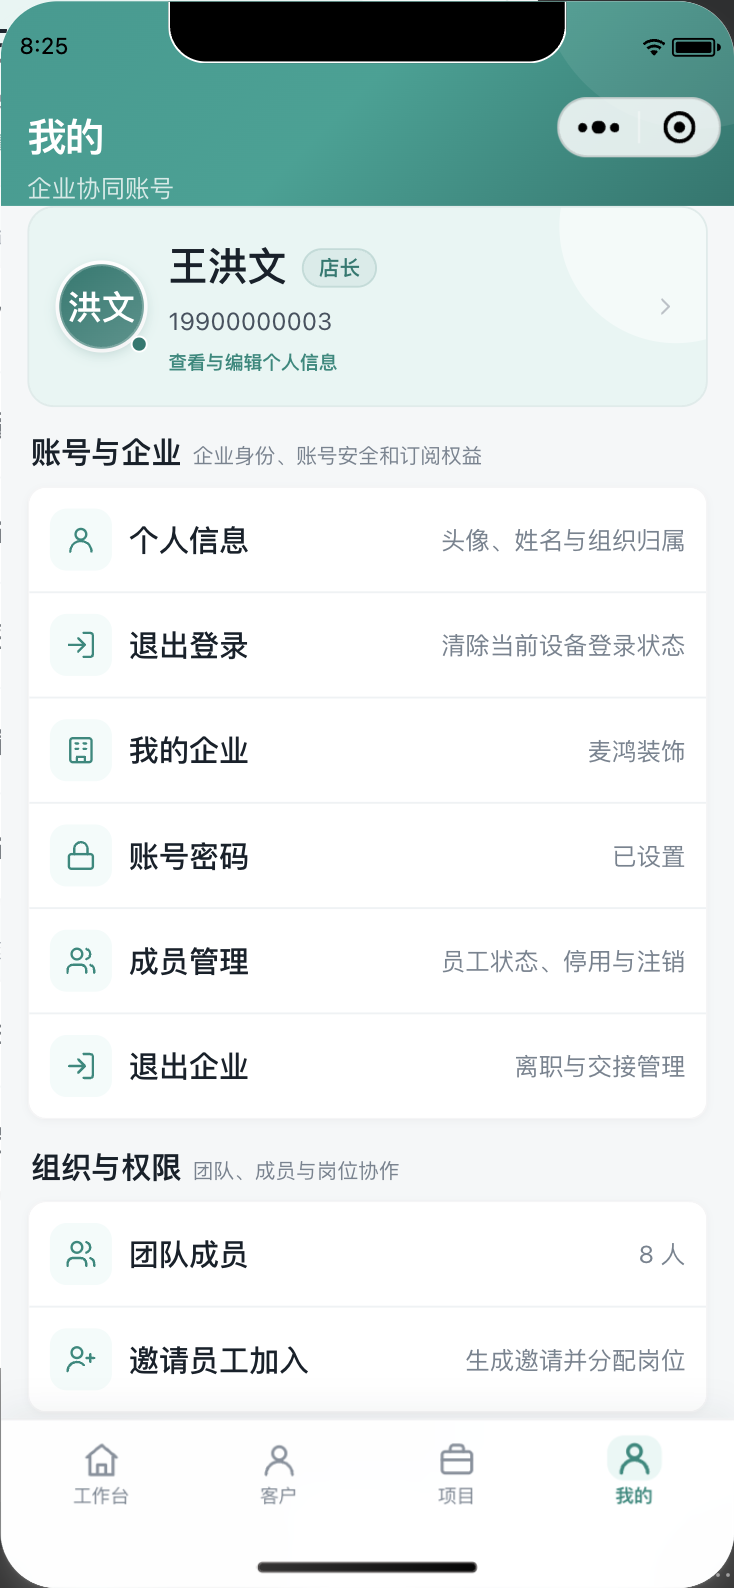 8:25
我的
企业协同账号
洪文
王洪文 店长
19900000003
查看与编辑个人信息
账号与企业 企业身份、账号安全和订阅权益
个人信息 头像、姓名与组织归属
退出登录 清除当前设备登录状态
我的企业 麦鸿装饰
账号密码 已设置
成员管理 员工状态、停用与注销
退出企业 离职与交接管理
组织与权限 团队、成员与岗位协作
团队成员 8 人
邀请员工加入 生成邀请并分配岗位
工作台 客户 项目 我的